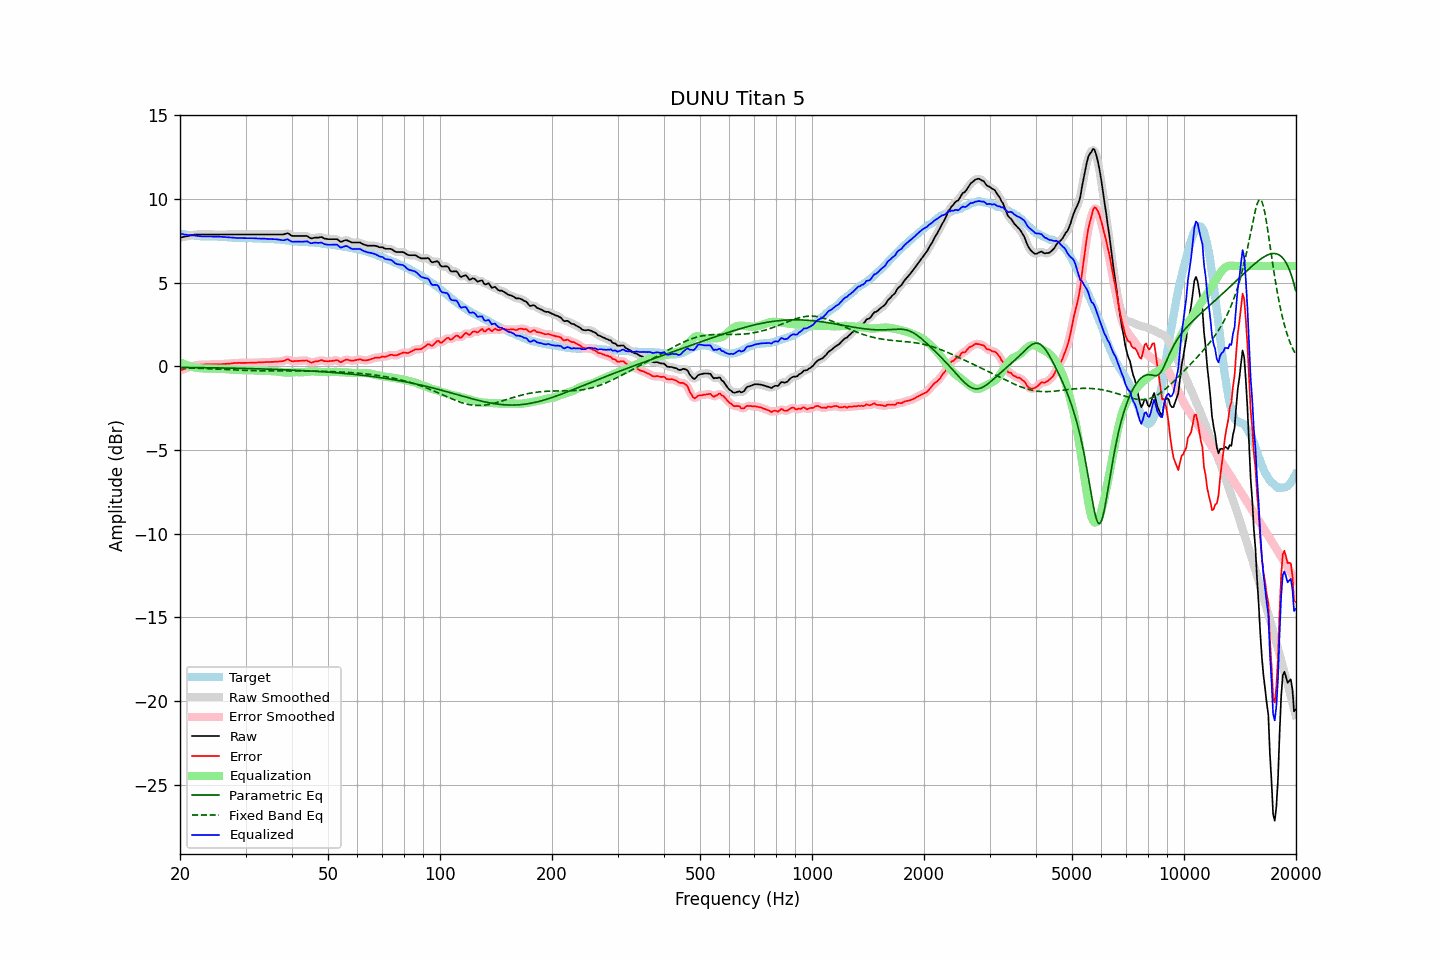 DUNU Titan 5
15
10
5
0
−5
−10
−15
−20
−25
Amplitude (dBr)
Target
Raw Smoothed
Error Smoothed
Raw
Error
Equalization
Parametric Eq
Fixed Band Eq
Equalized
20 50 100 200 500 1000 2000 5000 10000 20000
Frequency (Hz)